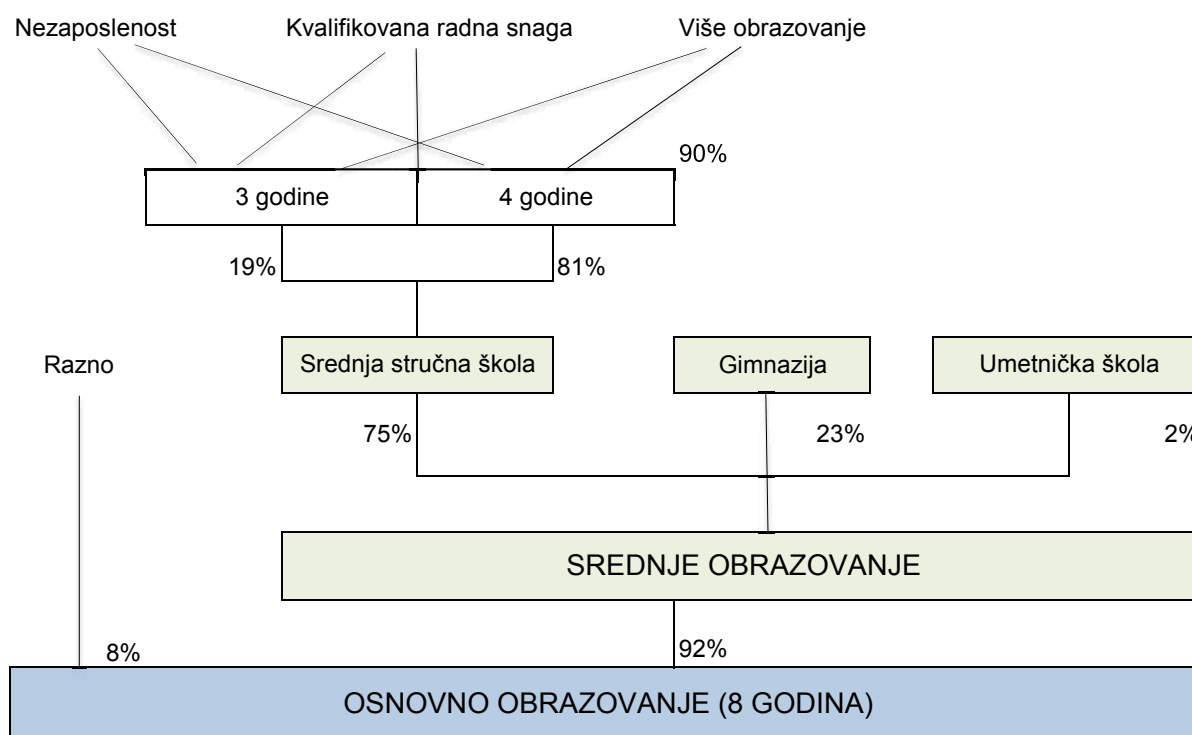 Nezaposlenost
Kvalifikovana radna snaga
Više obrazovanje
90%
3 godine
4 godine
19%
81%
Razno
Srednja stručna škola
Gimnazija
Umetnička škola
75%
23%
2%
SREDNJE OBRAZOVANJE
8%
92%
OSNOVNO OBRAZOVANJE (8 GODINA)